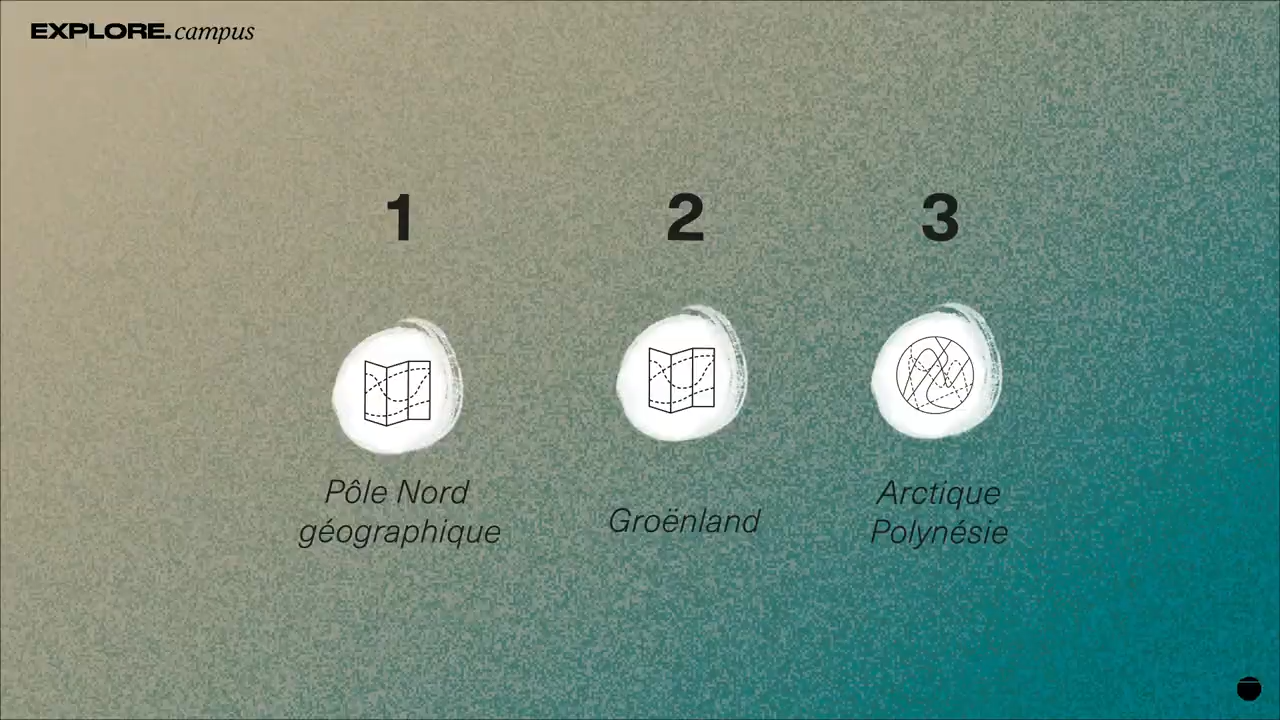 EXPLORE.campus
1
2
3
Pôle Nord
géographique
Groënland
Arctique
Polynésie